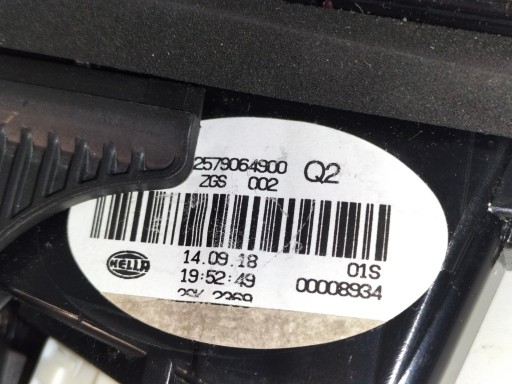 2579064900 Q2
ZGS 002
HELLA
14.09.18 01S
19:52:49 00008934